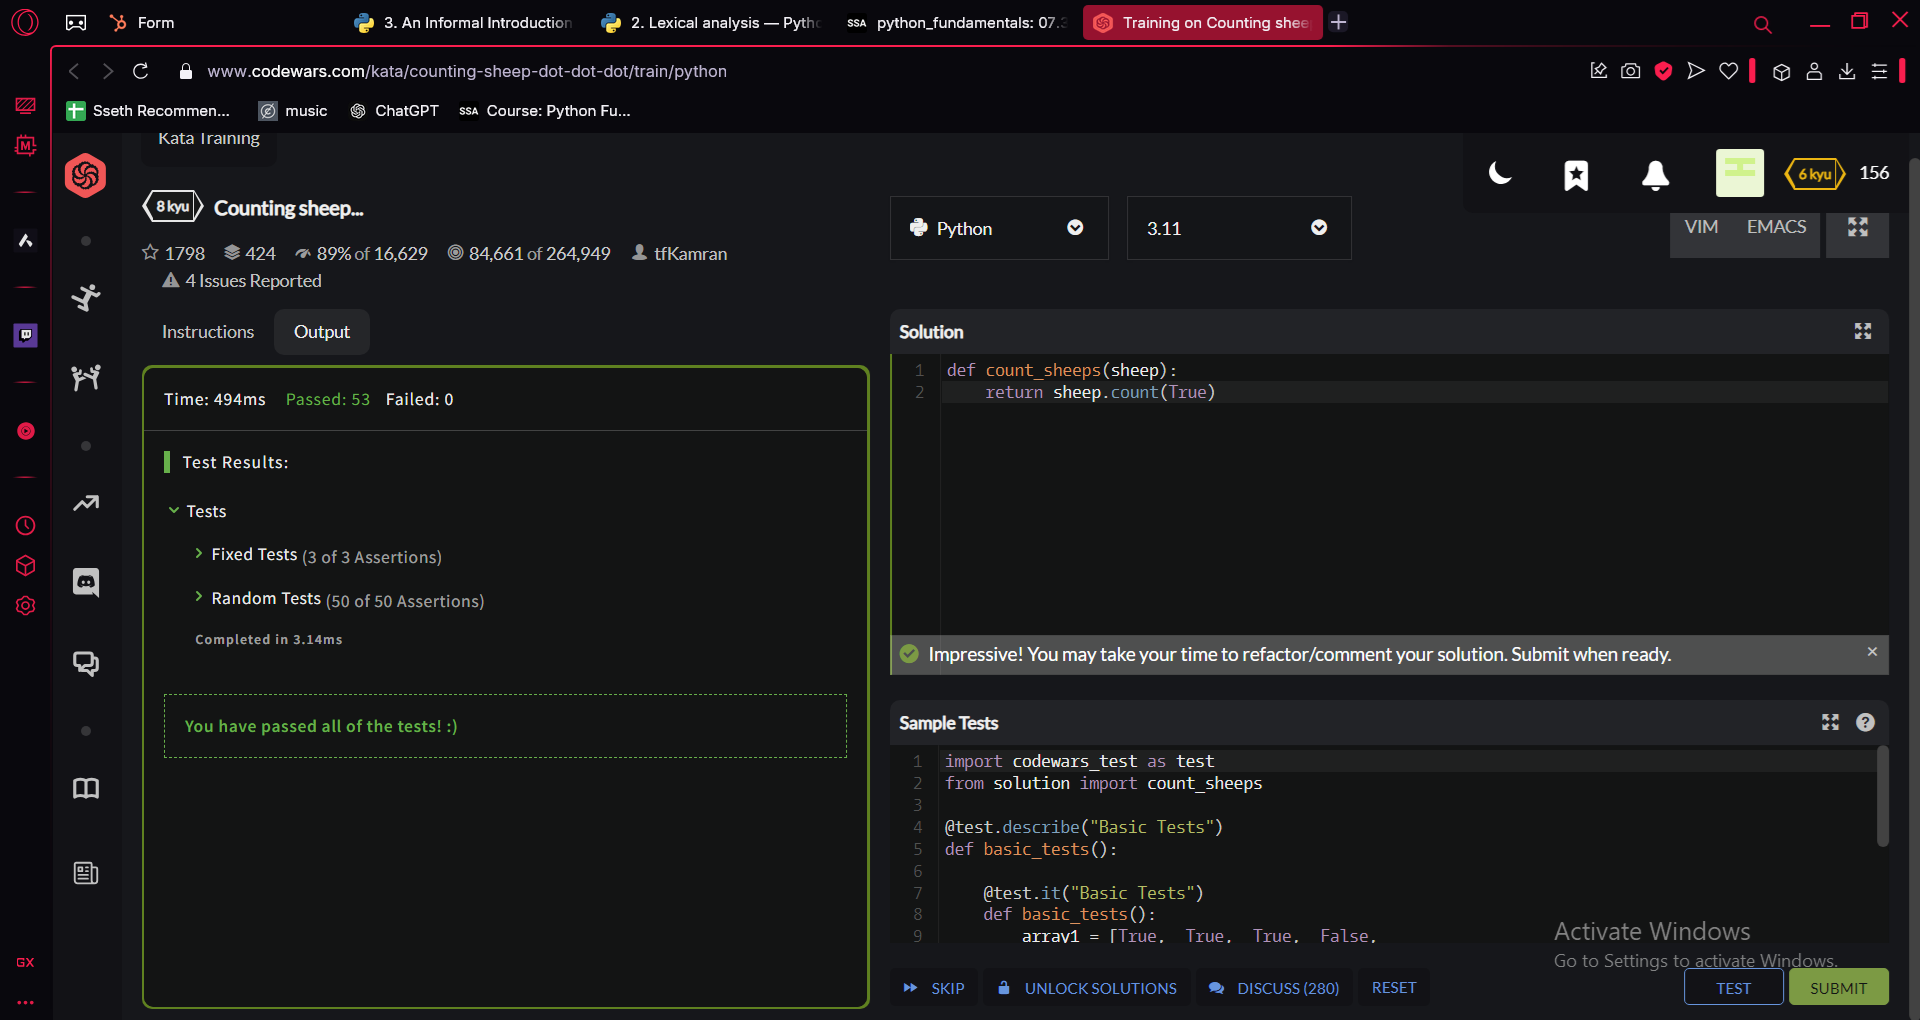 Form
3. An Informal Introduction
2. Lexical analysis — Pyth
SSA python_fundamentals: 07.
Training on Counting shee
www.codewars.com/kata/counting-sheep-dot-dot-dot/train/python
Sseth Recommen...
music
ChatGPT
SSA Course: Python Fu...
M
Kata Training
8 kyu Counting sheep...
1798 424 89% of 16,629 84,661 of 264,949 tfKamran
4 Issues Reported
Python
3.11
6 kyu 156
VIM EMACS
Instructions Output
Time: 494ms Passed: 53 Failed: 0
Test Results:
Tests
Fixed Tests (3 of 3 Assertions)
Random Tests (50 of 50 Assertions)
Completed in 3.14ms
You have passed all of the tests! :)
Solution
1 def count_sheeps(sheep):
2 return sheep.count(True)
Impressive! You may take your time to refactor/comment your solution. Submit when ready.
Sample Tests
1 import codewars_test as test
2 from solution import count_sheeps
3
4 @test.describe("Basic Tests")
5 def basic_tests():
6
7 @test.it("Basic Tests")
8 def basic_tests():
9 array1 = [True, True, True, False,
Activate Windows
Go to Settings to activate Windows.
SKIP UNLOCK SOLUTIONS DISCUSS (280) RESET TEST SUBMIT
GX